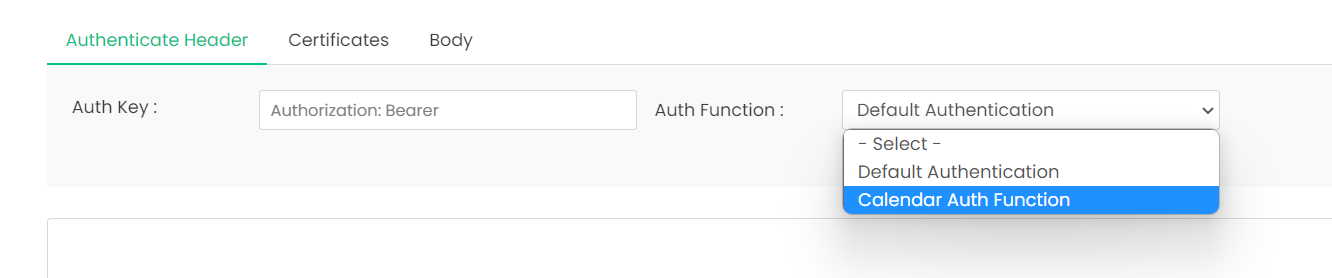 Authenticate Header Certificates Body
Auth Key : Authorization: Bearer Auth Function : Default Authentication
- Select -
Default Authentication
Calendar Auth Function